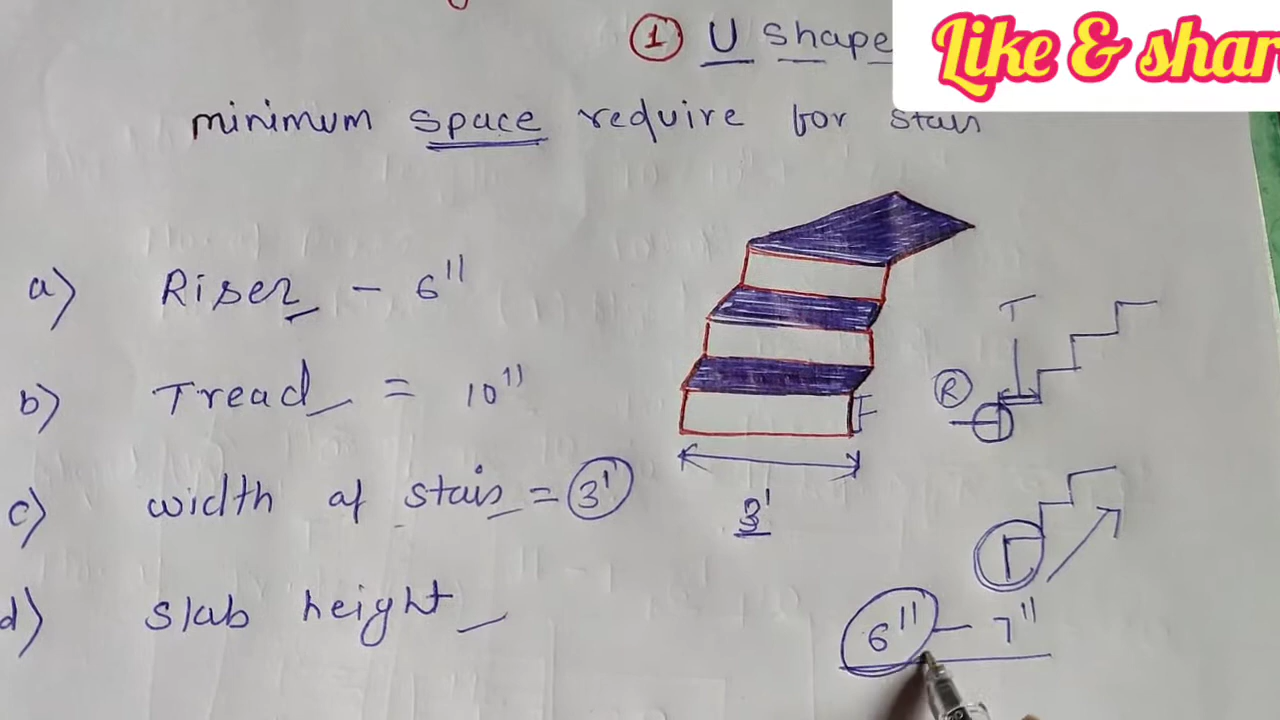 ① U Shape
Like & shar
minimum space require for stair
a) Riser - 6"
b) Tread = 10"
c) width of stairs = 3'
d) slab height
3'
T
R
6" - 7"